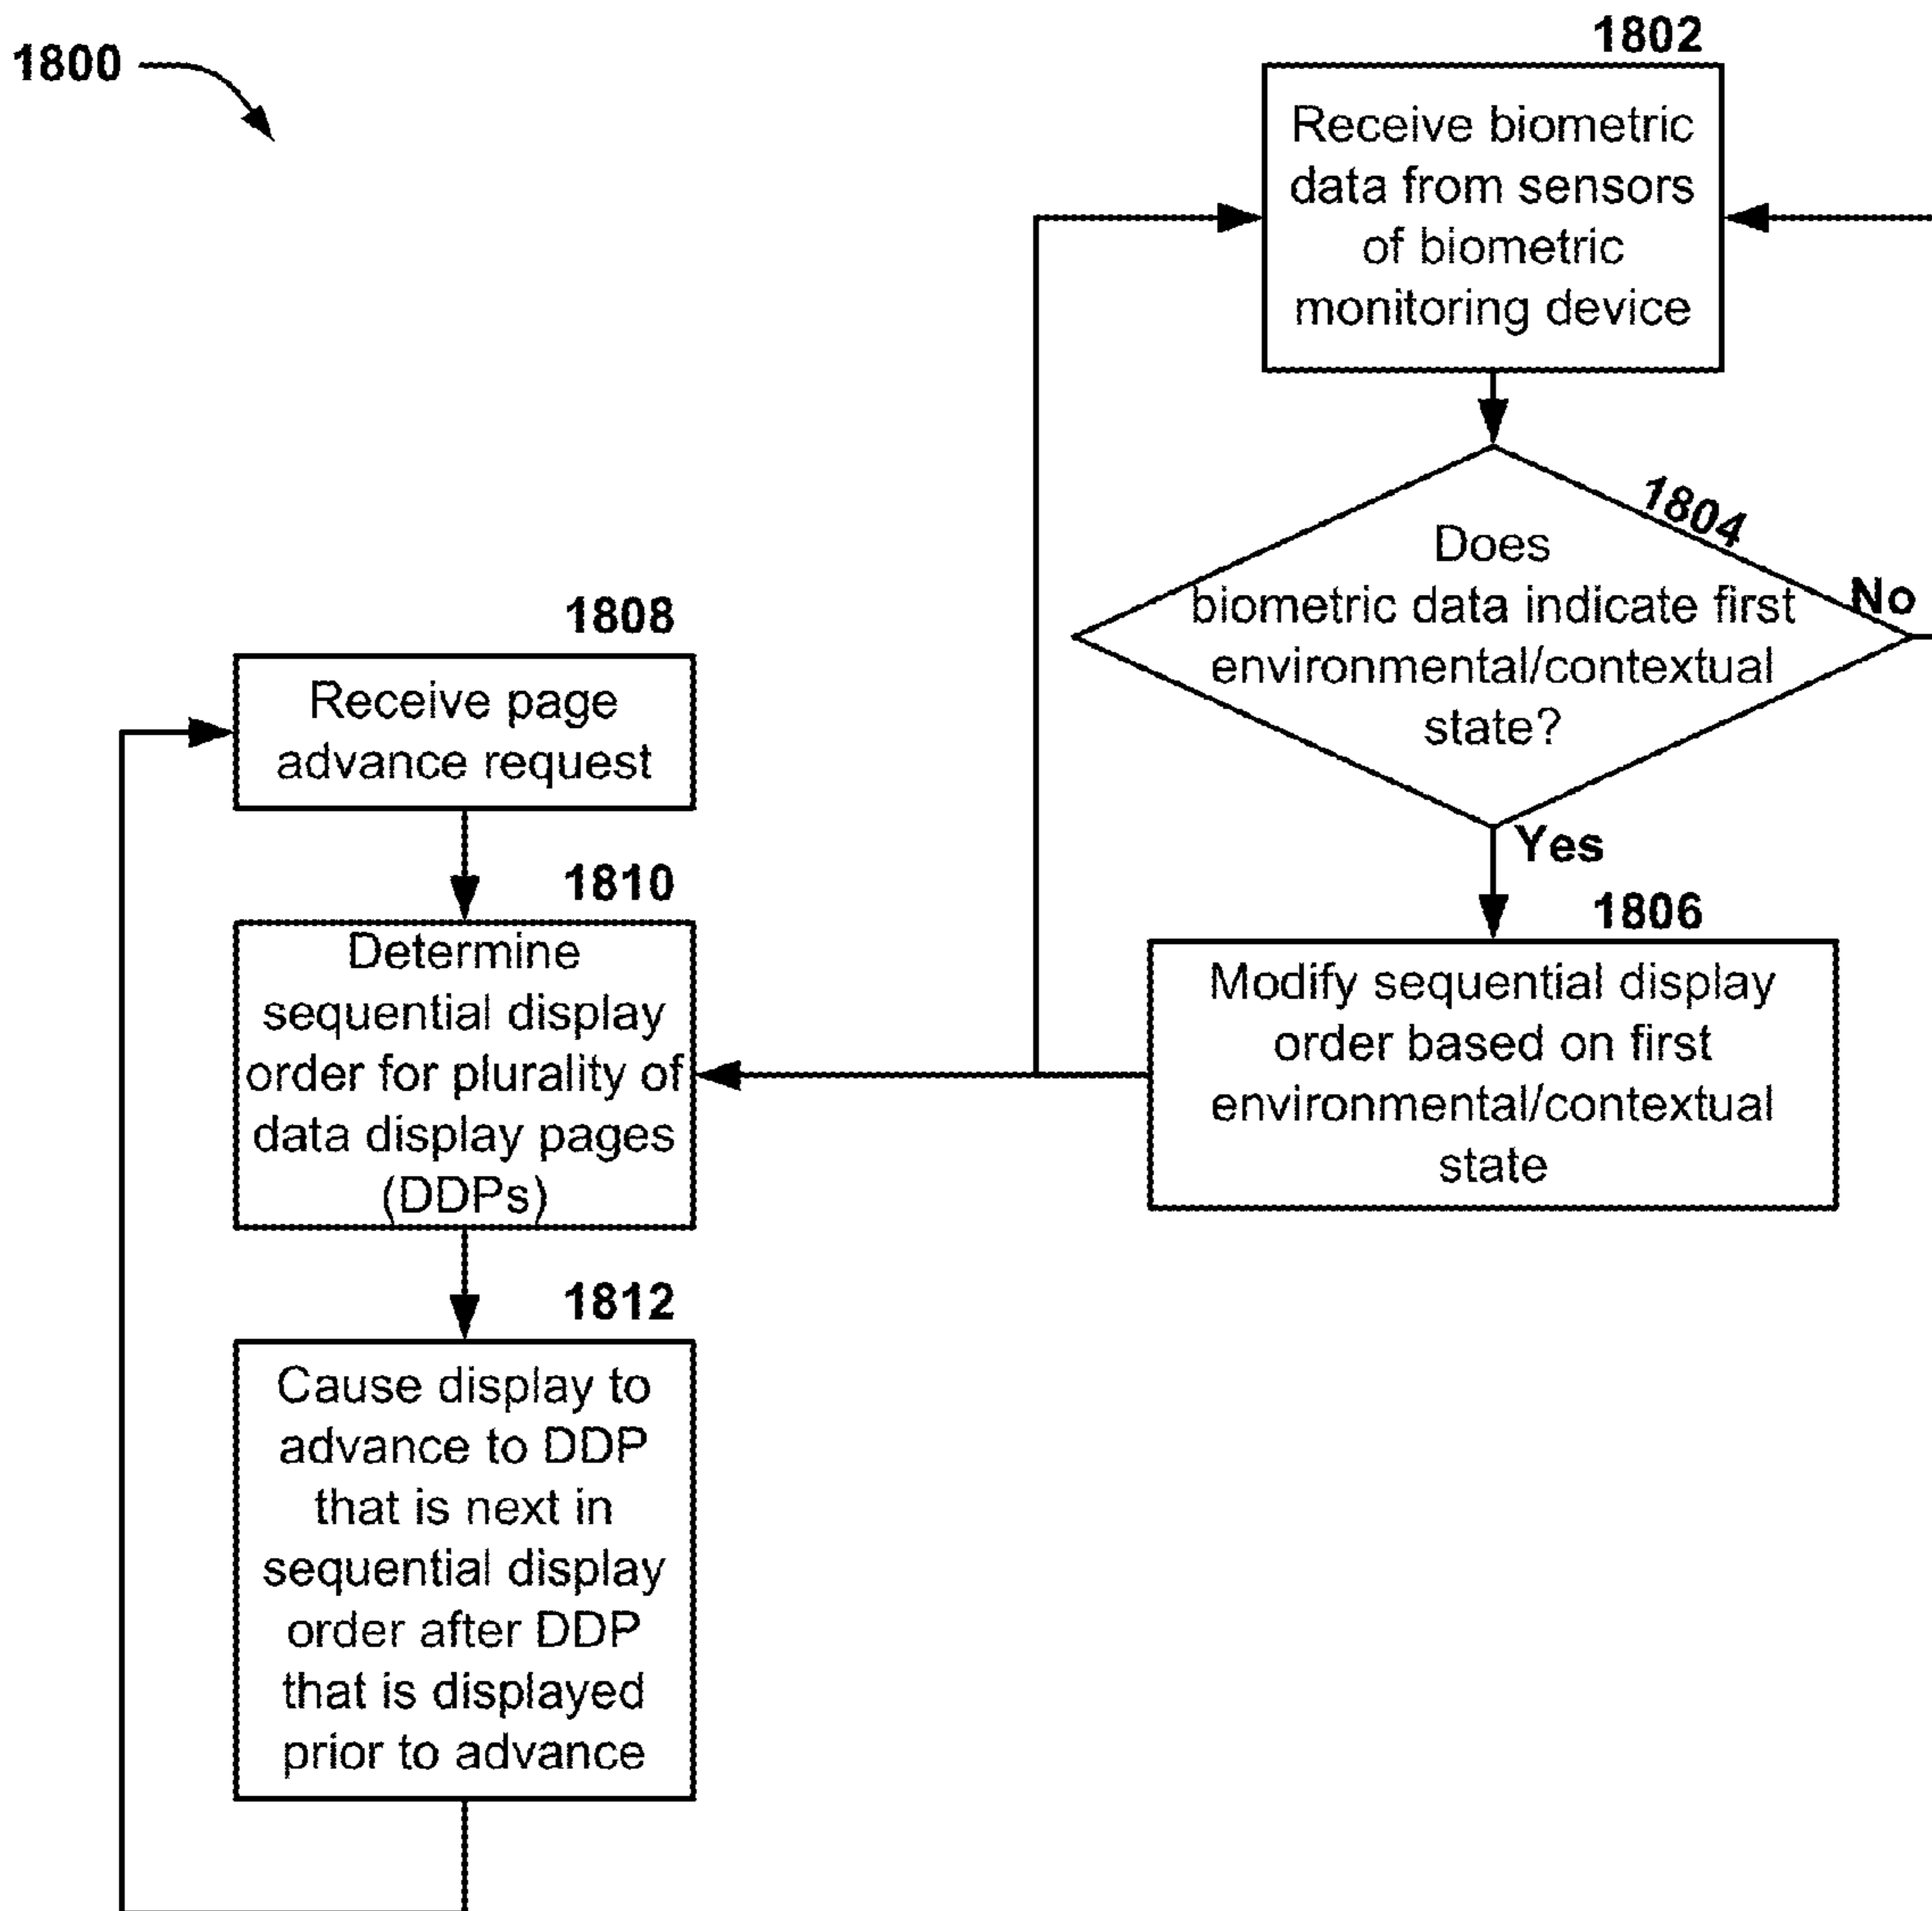 1800
1802
Receive biometric
data from sensors
of biometric
monitoring device
1804
Does
biometric data indicate first
environmental/contextual
state?
No
Yes
1806
Modify sequential display
order based on first
environmental/contextual
state
1808
Receive page
advance request
1810
Determine
sequential display
order for plurality of
data display pages
(DDPs)
1812
Cause display to
advance to DDP
that is next in
sequential display
order after DDP
that is displayed
prior to advance